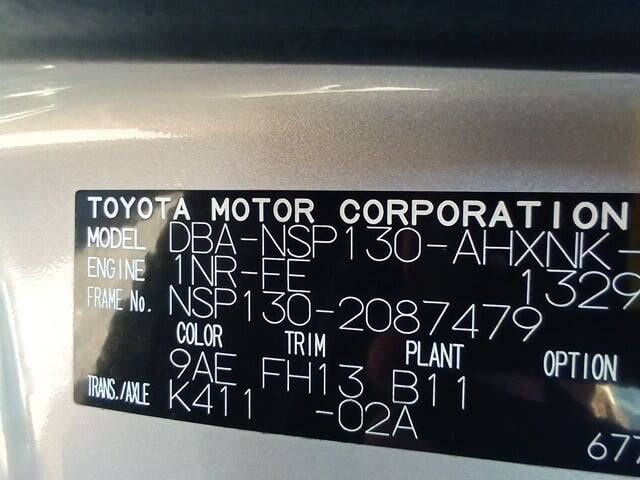 TOYOTA MOTOR CORPORATION
MODEL DBA-NSP130-AHXNK-
ENGINE 1NR-FE 1329
FRAME No. NSP130-2087479
COLOR TRIM PLANT OPTION
9AE FH13 B11
TRANS./AXLE K411 -02A
677